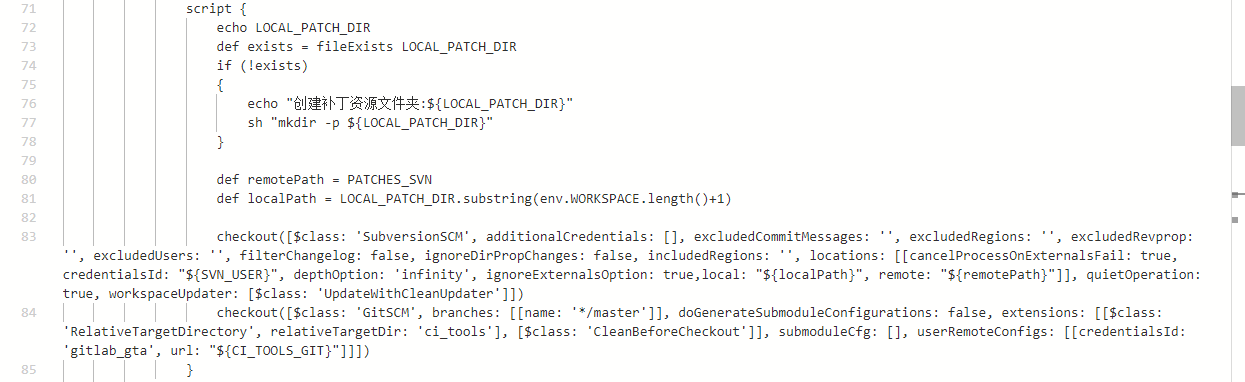 71 script {
72 echo LOCAL_PATCH_DIR
73 def exists = fileExists LOCAL_PATCH_DIR
74 if (!exists)
75 {
76 echo "创建补丁资源文件夹:${LOCAL_PATCH_DIR}"
77 sh "mkdir -p ${LOCAL_PATCH_DIR}"
78 }
79
80 def remotePath = PATCHES_SVN
81 def localPath = LOCAL_PATCH_DIR.substring(env.WORKSPACE.length()+1)
82
83 checkout([$class: 'SubversionSCM', additionalCredentials: [], excludedCommitMessages: '', excludedRegions: '', excludedRevprop:
'', excludedUsers: '', filterChangelog: false, ignoreDirPropChanges: false, includedRegions: '', locations: [[cancelProcessOnExternalsFail: true,
credentialsId: "${SVN_USER}", depthOption: 'infinity', ignoreExternalsOption: true,local: "${localPath}", remote: "${remotePath}"]], quietOperation:
true, workspaceUpdater: [$class: 'UpdateWithCleanUpdater']])
84 checkout([$class: 'GitSCM', branches: [[name: '*/master']], doGenerateSubmoduleConfigurations: false, extensions: [[$class:
'RelativeTargetDirectory', relativeTargetDir: 'ci_tools'], [$class: 'CleanBeforeCheckout']], submoduleCfg: [], userRemoteConfigs: [[credentialsId:
'gitlab_gta', url: "${CI_TOOLS_GIT}"]]])
85 }